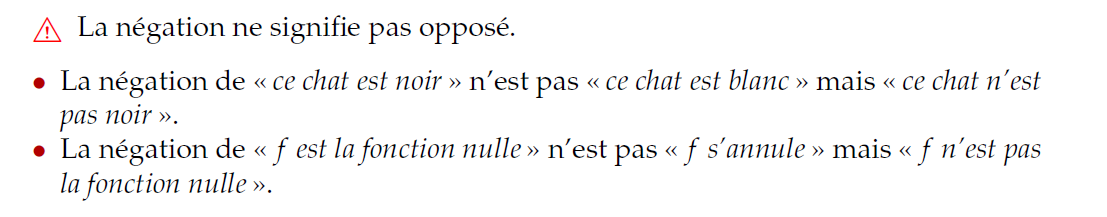 La négation ne signifie pas opposé.
• La négation de « ce chat est noir » n’est pas « ce chat est blanc » mais « ce chat n’est
pas noir ».
• La négation de « f est la fonction nulle » n’est pas « f s’annule » mais « f n’est pas
la fonction nulle ».